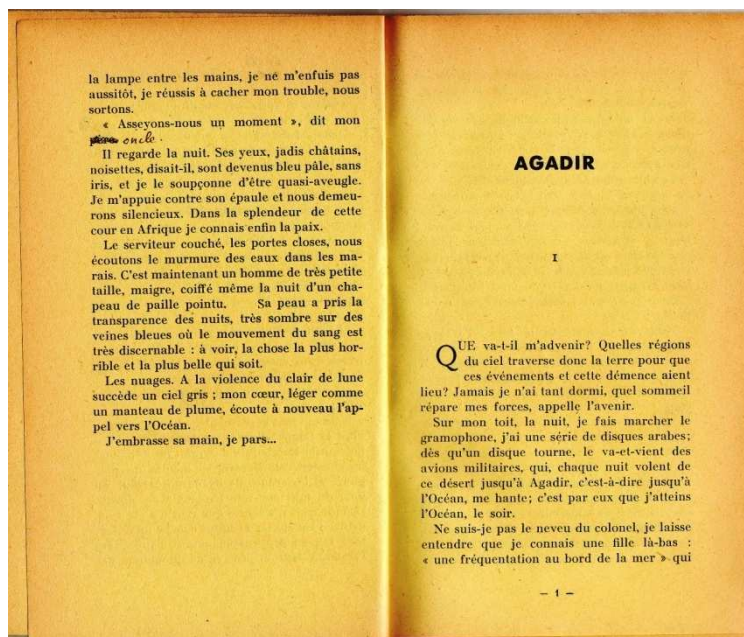 la lampe entre les mains, je ne m'enfuis pas
aussitôt, je réussis à cacher mon trouble, nous
sortons.
« Asseyons-nous un moment », dit mon
oncle.
Il regarde la nuit. Ses yeux, jadis châtains,
noisettes, disait-il, sont devenus bleu pâle, sans
iris, et je le soupçonne d'être quasi-aveugle.
Je m'appuie contre son épaule et nous demeu-
rons silencieux. Dans la splendeur de cette
cour en Afrique je connais enfin la paix.
Le serviteur couché, les portes closes, nous
écoutons le murmure des eaux dans les ma-
rais. C'est maintenant un homme de très petite
taille, maigre, coiffé même la nuit d'un cha-
peau de paille pointu. Sa peau a pris la
transparence des nuits, très sombre sur des
veines bleues où le mouvement du sang est
très discernable : à voir, la chose la plus hor-
rible et la plus belle qui soit.
Les nuages. A la violence du clair de lune
succède un ciel gris ; mon cœur, léger comme
un manteau de plume, écoute à nouveau l'ap-
pel vers l'Océan.
J'embrasse sa main, je pars...
AGADIR
I
QUE va-t-il m'advenir? Quelles régions
du ciel traverse donc la terre pour que
ces événements et cette démence aient
lieu? Jamais je n'ai tant dormi, quel sommeil
répare mes forces, appelle l'avenir.
Sur mon toit, la nuit, je fais marcher le
gramophone, j'ai une série de disques arabes;
dès qu'un disque tourne, le va-et-vient des
avions militaires, qui, chaque nuit volent de
ce désert jusqu'à Agadir, c'est-à-dire jusqu'à
l'Océan, me hante; c'est par eux que j'atteins
l'Océan, le soir.
Ne suis-je pas le neveu du colonel, je laisse
entendre que je connais une fille là-bas :
« une fréquentation au bord de la mer » qui
— 1 —